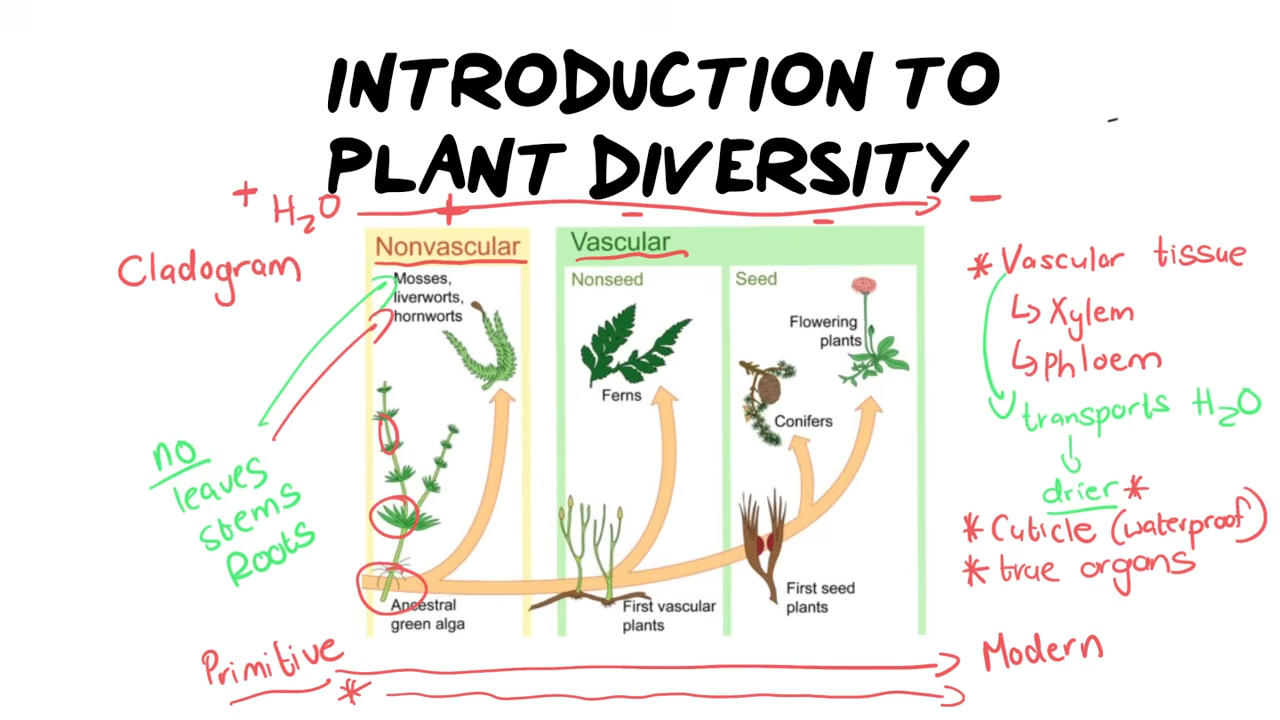 INTRODUCTION TO
PLANT DIVERSITY
+ H₂O + - - -
Cladogram
Nonvascular
Mosses,
liverworts,
hornworts
Ancestral
green alga
Vascular
Nonseed
Ferns
First vascular
plants
Seed
Flowering
plants
Conifers
First seed
plants
no
leaves
stems
Roots
* Vascular tissue
↳ Xylem
↳ phloem
transports H₂O
↓
drier *
* Cuticle (waterproof)
* true organs
Primitive
*
Modern